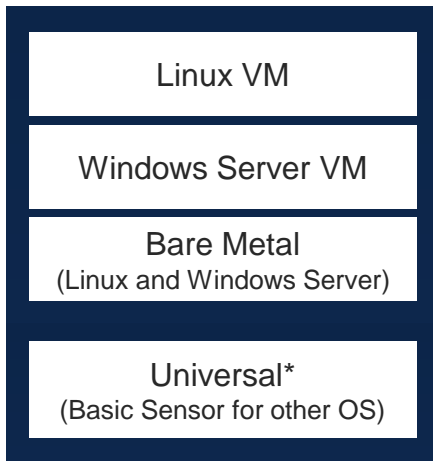 Linux VM
Windows Server VM
Bare Metal
(Linux and Windows Server)
Universal*
(Basic Sensor for other OS)